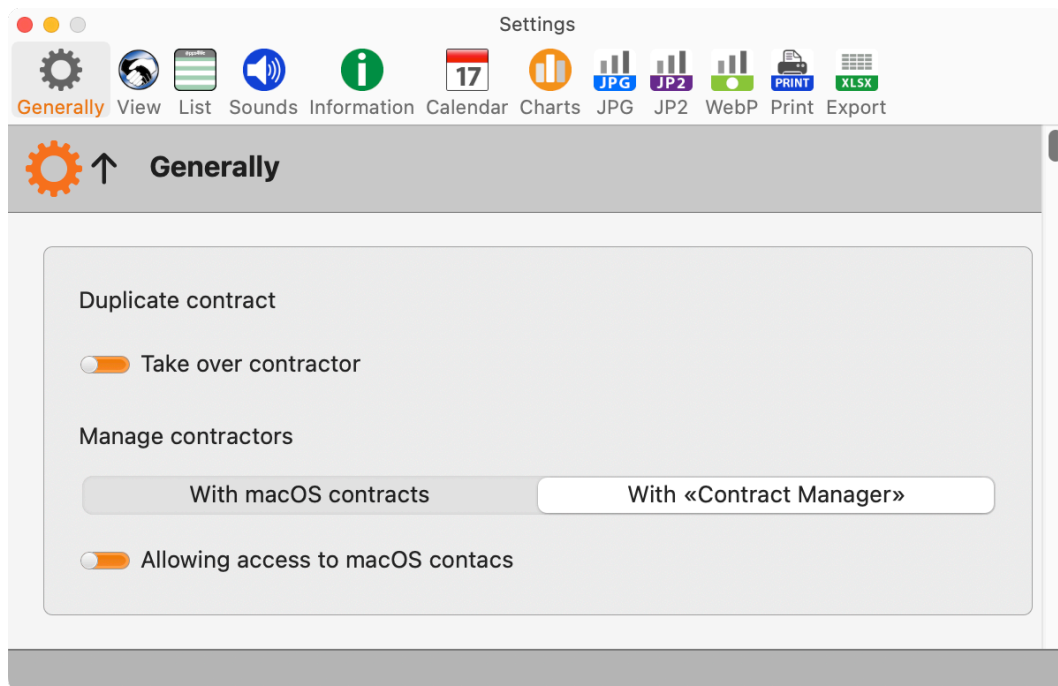 Settings
17
JPG
JP2
PRINT
XLSX
Generally View List Sounds Information Calendar Charts JPG JP2 WebP Print Export
Generally
Duplicate contract
Take over contractor
Manage contractors
With macOS contracts
With «Contract Manager»
Allowing access to macOS contacs